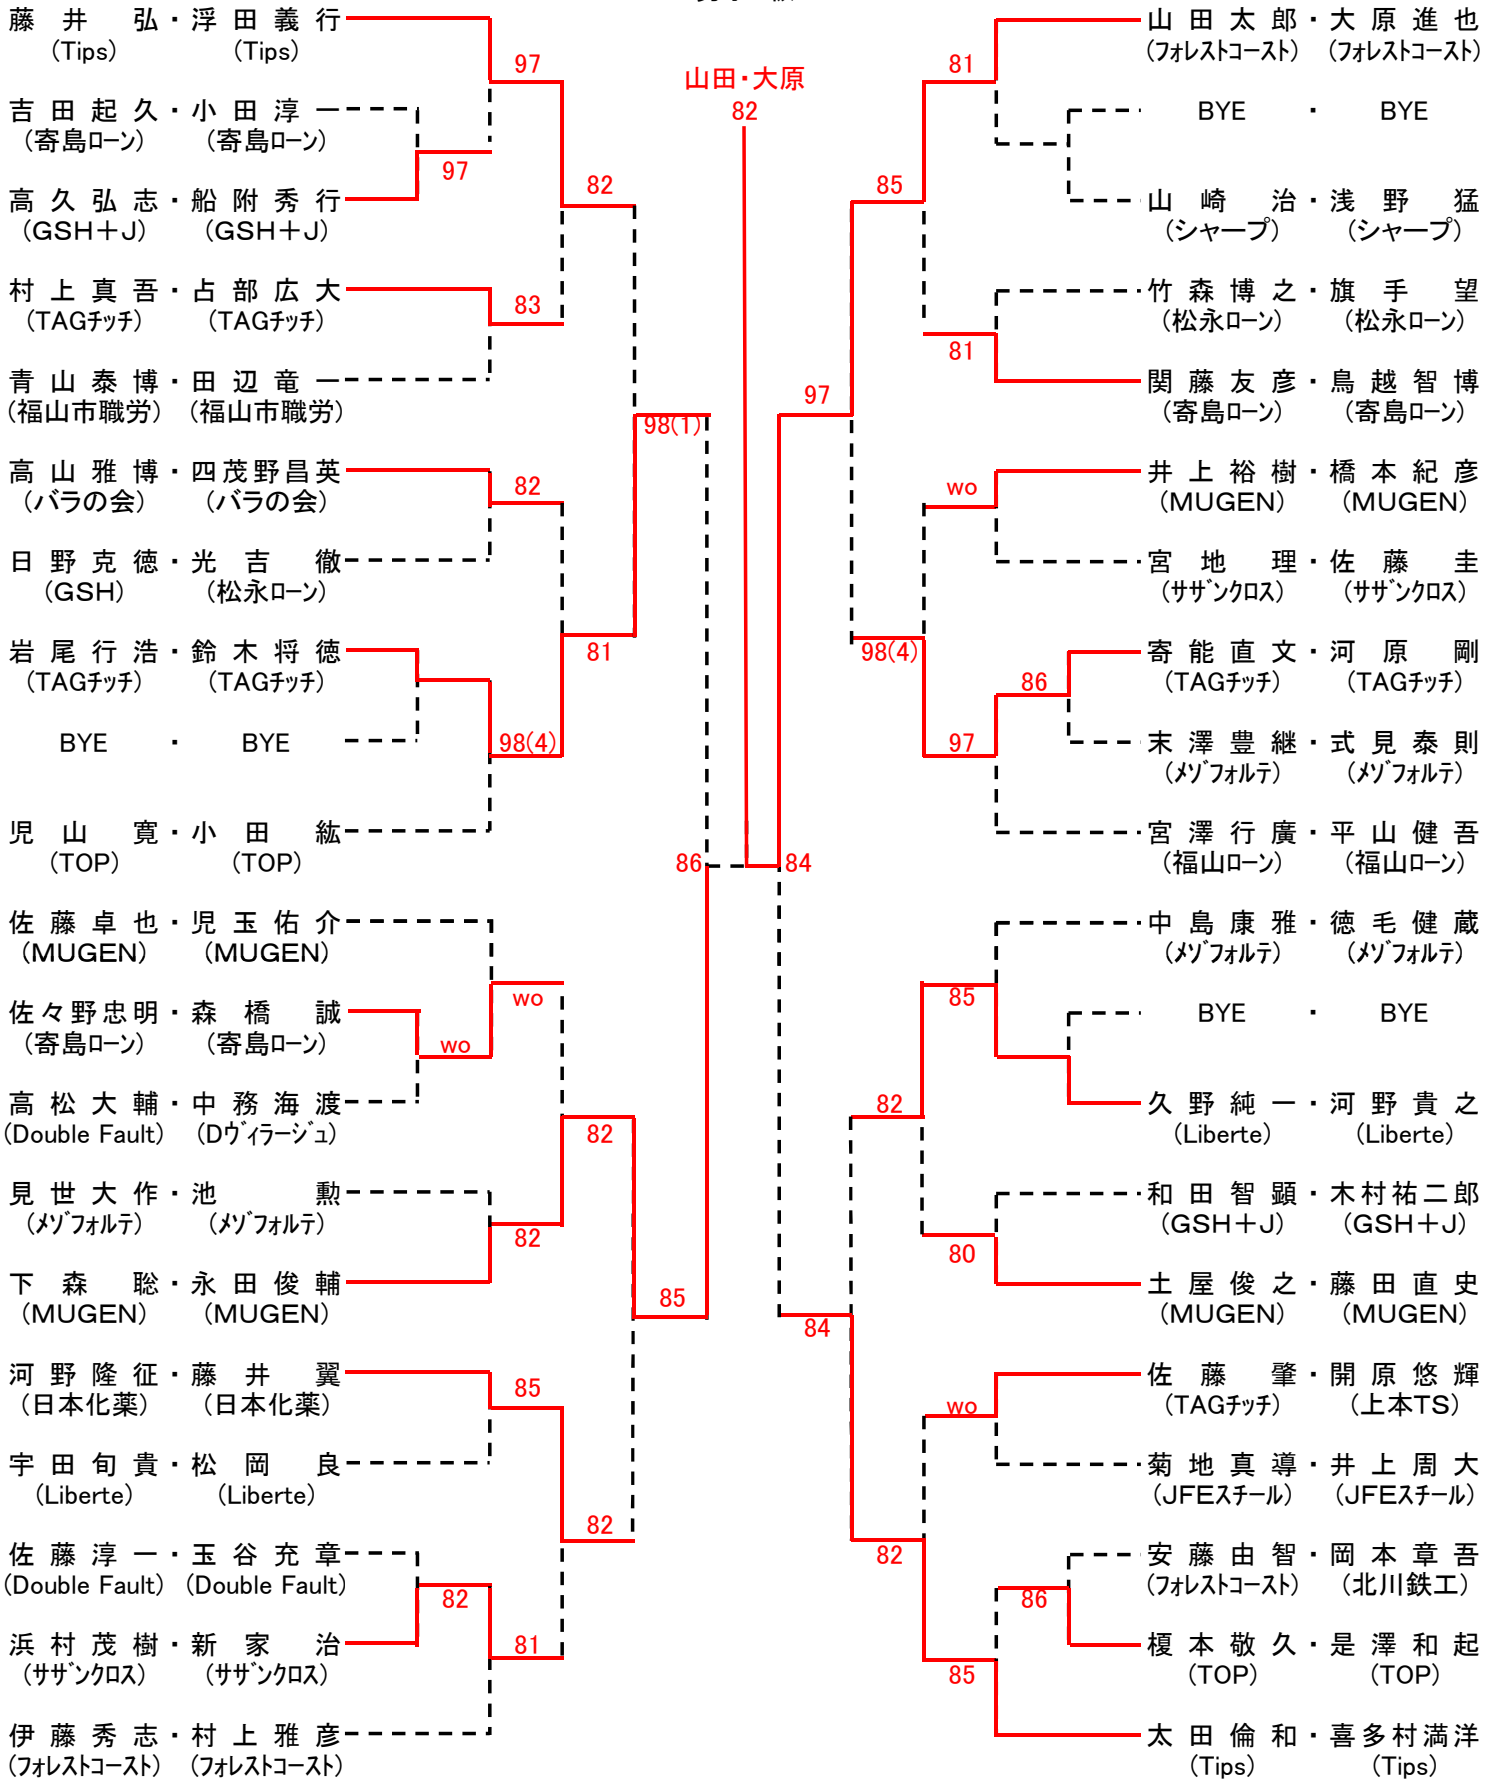 藤井弘・浮田義行
(Tips) (Tips)
97
吉田起久・小田淳一
(寄島ローン) (寄島ローン)
97
高久弘志・船附秀行
(GSH+J) (GSH+J)
82
村上真吾・占部広大
(TAGチッチ) (TAGチッチ)
83
青山泰博・田辺竜一
(福山市職労) (福山市職労)
98(1)
高山雅博・四茂野昌英
(バラの会) (バラの会)
82
日野克徳・光吉徹
(GSH) (松永ローン)
81
岩尾行浩・鈴木将徳
(TAGチッチ) (TAGチッチ)
BYE ・ BYE
98(4)
児山寛・小田紘
(TOP) (TOP)
86
佐藤卓也・児玉佑介
(MUGEN) (MUGEN)
wo
佐々野忠明・森橋誠
(寄島ローン) (寄島ローン)
wo
高松大輔・中務海渡
(Double Fault) (Dヴィラージュ)
82
見世大作・池勲
(メゾフォルテ) (メゾフォルテ)
82
下森聡・永田俊輔
(MUGEN) (MUGEN)
85
河野隆征・藤井翼
(日本化薬) (日本化薬)
85
宇田旬貴・松岡良
(Liberte) (Liberte)
82
佐藤淳一・玉谷充章
(Double Fault) (Double Fault)
82
浜村茂樹・新家治
(サザンクロス) (サザンクロス)
81
伊藤秀志・村上雅彦
(フォレストコースト) (フォレストコースト)
山田・大原
82
山田太郎・大原進也
(フォレストコースト) (フォレストコースト)
81
BYE ・ BYE
85
山崎治・浅野猛
(シャープ) (シャープ)
竹森博之・旗手望
(松永ローン) (松永ローン)
81
関藤友彦・鳥越智博
(寄島ローン) (寄島ローン)
97
井上裕樹・橋本紀彦
(MUGEN) (MUGEN)
wo
宮地理・佐藤圭
(サザンクロス) (サザンクロス)
98(4)
寄能直文・河原剛
(TAGチッチ) (TAGチッチ)
86
末澤豊継・式見泰則
(メゾフォルテ) (メゾフォルテ)
97
宮澤行廣・平山健吾
(福山ローン) (福山ローン)
84
中島康雅・徳毛健蔵
(メゾフォルテ) (メゾフォルテ)
85
BYE ・ BYE
久野純一・河野貴之
(Liberte) (Liberte)
82
和田智顕・木村祐二郎
(GSH+J) (GSH+J)
80
土屋俊之・藤田直史
(MUGEN) (MUGEN)
84
佐藤肇・開原悠輝
(TAGチッチ) (上本TS)
wo
菊地真導・井上周大
(JFEスチール) (JFEスチール)
82
安藤由智・岡本章吾
(フォレストコースト) (北川鉄工)
86
榎本敬久・是澤和起
(TOP) (TOP)
85
太田倫和・喜多村満洋
(Tips) (Tips)